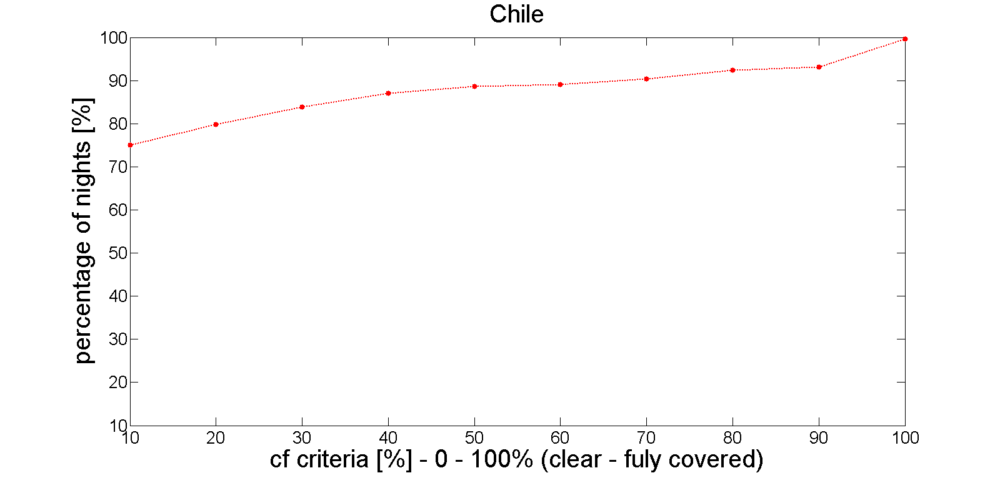 Chile
100
90
80
70
60
50
40
30
20
10
percentage of nights [%]
10 20 30 40 50 60 70 80 90 100
cf criteria [%] - 0 - 100% (clear - fully covered)